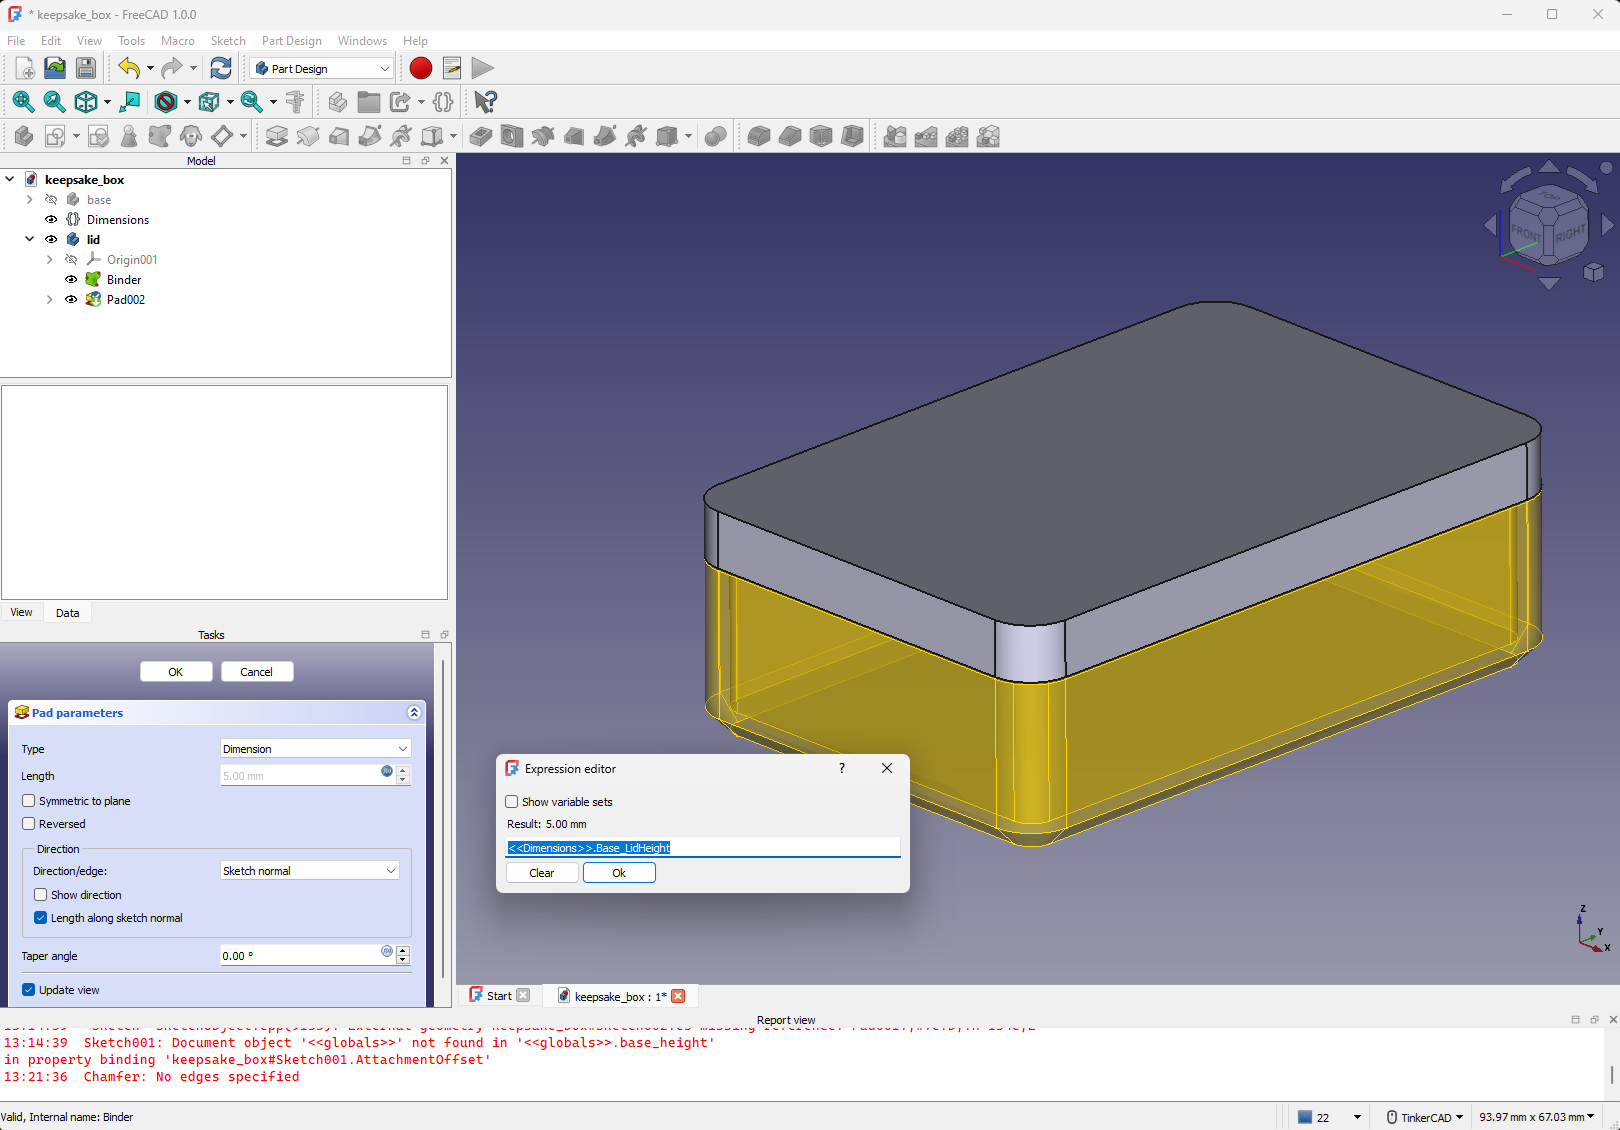 * keepsake_box - FreeCAD 1.0.0
File Edit View Tools Macro Sketch Part Design Windows Help
Part Design
Model
keepsake_box
base
Dimensions
lid
Origin001
Binder
Pad002
View Data
Tasks
OK Cancel
Pad parameters
Type Dimension
Length 5.00 mm
Symmetric to plane
Reversed
Direction
Direction/edge: Sketch normal
Show direction
Length along sketch normal
Taper angle 0.00 °
Update view
TOP
FRONT RIGHT
Expression editor ?
Show variable sets
Result: 5.00 mm
<<Dimensions>>.Base_LidHeight
Clear Ok
Z
Y
X
Start keepsake_box : 1*
Report view
13:14:39 Sketch001: Document object '<<globals>>' not found in '<<globals>>.base_height'
in property binding 'keepsake_box#Sketch001.AttachmentOffset'
13:21:36 Chamfer: No edges specified
Valid, Internal name: Binder
22 TinkerCAD 93.97 mm x 67.03 mm